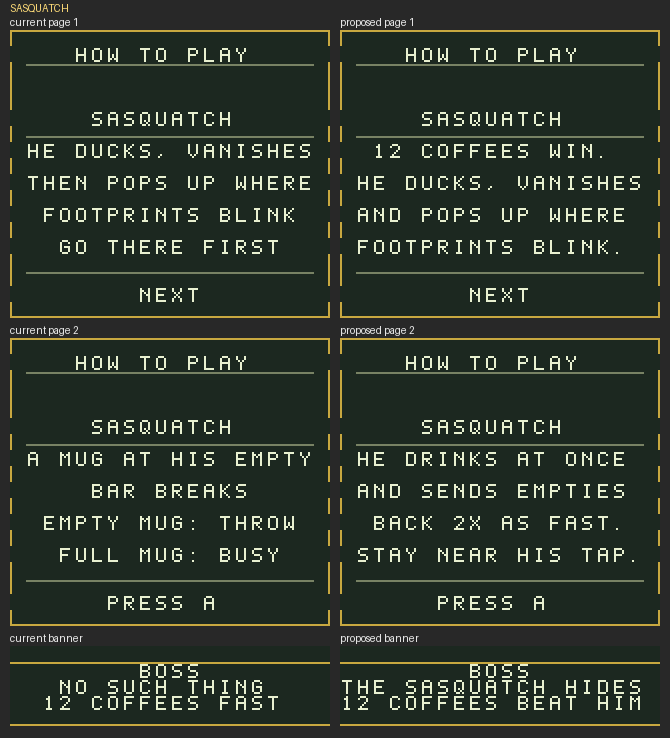 SASQUATCH
current page 1
HOW TO PLAY
SASQUATCH
HE DUCKS, VANISHES
THEN POPS UP WHERE
FOOTPRINTS BLINK
GO THERE FIRST
NEXT
proposed page 1
HOW TO PLAY
SASQUATCH
12 COFFEES WIN.
HE DUCKS, VANISHES
AND POPS UP WHERE
FOOTPRINTS BLINK.
NEXT
current page 2
HOW TO PLAY
SASQUATCH
A MUG AT HIS EMPTY
BAR BREAKS
EMPTY MUG: THROW
FULL MUG: BUSY
PRESS A
proposed page 2
HOW TO PLAY
SASQUATCH
HE DRINKS AT ONCE
AND SENDS EMPTIES
BACK 2X AS FAST.
STAY NEAR HIS TAP.
PRESS A
current banner
BOSS
NO SUCH THING
12 COFFEES FAST
proposed banner
BOSS
THE SASQUATCH HIDES
12 COFFEES BEAT HIM